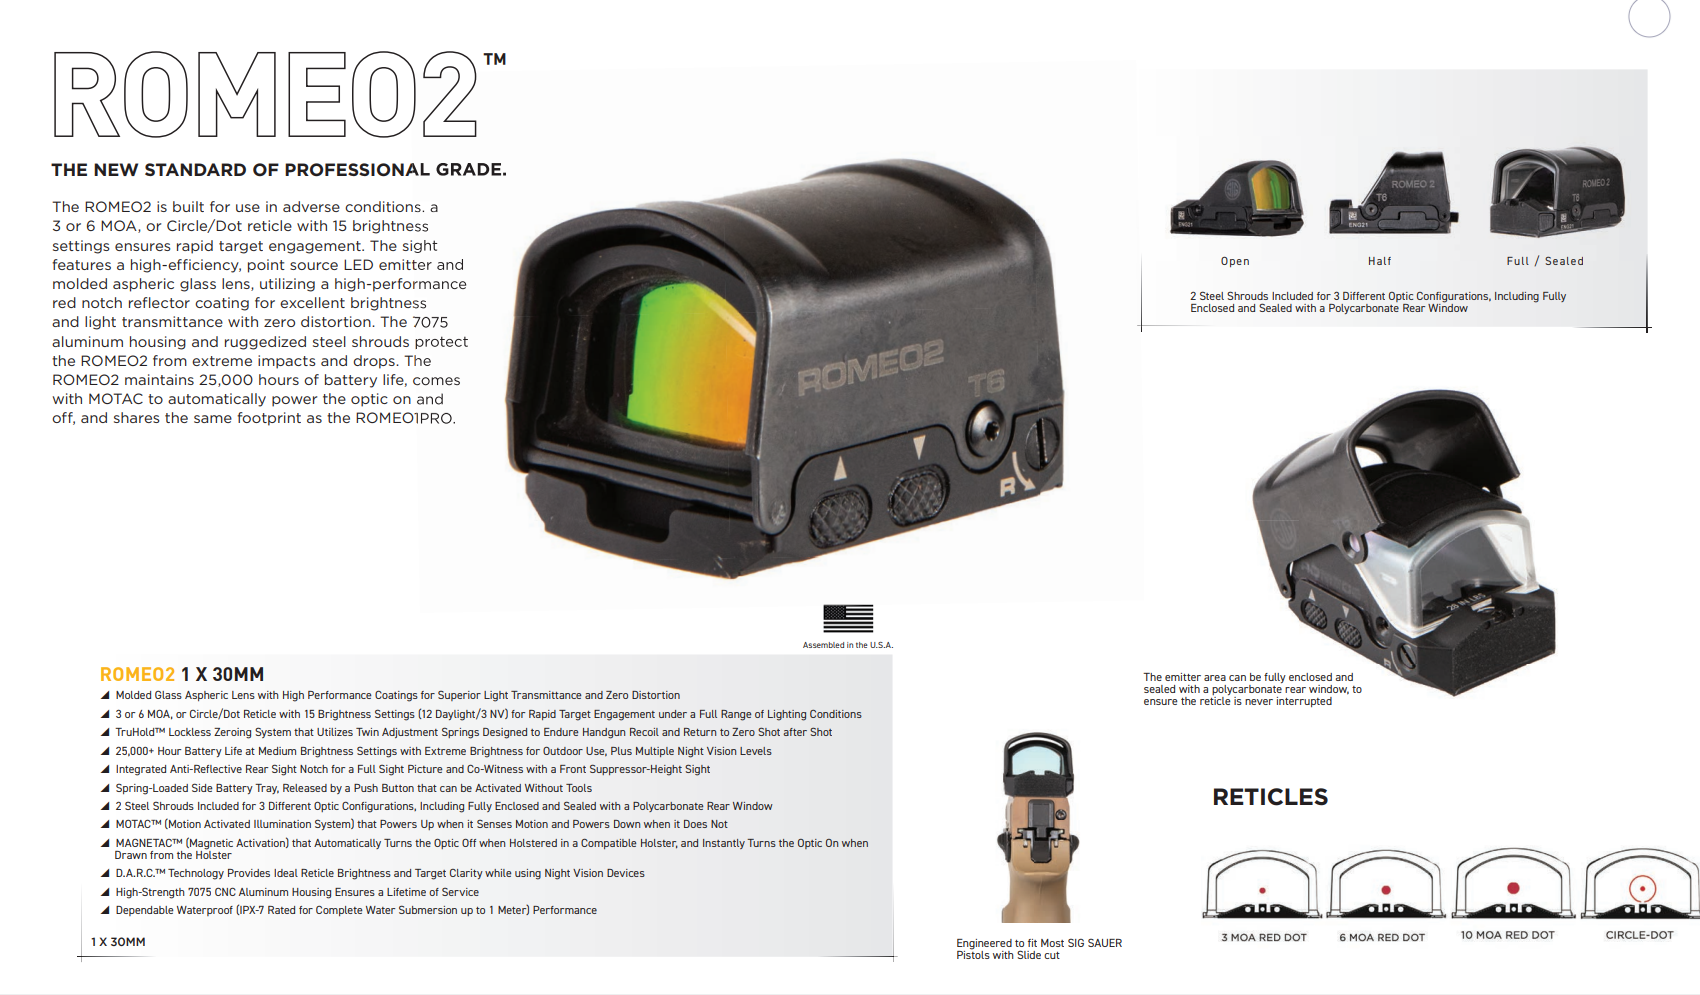 ROMEO2™
THE NEW STANDARD OF PROFESSIONAL GRADE.
The ROMEO2 is built for use in adverse conditions. a
3 or 6 MOA, or Circle/Dot reticle with 15 brightness
settings ensures rapid target engagement. The sight
features a high-efficiency, point source LED emitter and
molded aspheric glass lens, utilizing a high-performance
red notch reflector coating for excellent brightness
and light transmittance with zero distortion. The 7075
aluminum housing and ruggedized steel shrouds protect
the ROMEO2 from extreme impacts and drops. The
ROMEO2 maintains 25,000 hours of battery life, comes
with MOTAC to automatically power the optic on and
off, and shares the same footprint as the ROMEO1PRO.
ROMEO2
T6
R
ENG21
ROMEO 2
T6
ENG21
ROMEO 2
T6
ENG21
Open
Half
Full / Sealed
2 Steel Shrouds Included for 3 Different Optic Configurations, Including Fully
Enclosed and Sealed with a Polycarbonate Rear Window
28 IN LBS
R
The emitter area can be fully enclosed and
sealed with a polycarbonate rear window, to
ensure the reticle is never interrupted
Assembled in the U.S.A.
ROMEO2 1 X 30MM
Molded Glass Aspheric Lens with High Performance Coatings for Superior Light Transmittance and Zero Distortion
3 or 6 MOA, or Circle/Dot Reticle with 15 Brightness Settings (12 Daylight/3 NV) for Rapid Target Engagement under a Full Range of Lighting Conditions
TruHold™ Lockless Zeroing System that Utilizes Twin Adjustment Springs Designed to Endure Handgun Recoil and Return to Zero Shot after Shot
25,000+ Hour Battery Life at Medium Brightness Settings with Extreme Brightness for Outdoor Use, Plus Multiple Night Vision Levels
Integrated Anti-Reflective Rear Sight Notch for a Full Sight Picture and Co-Witness with a Front Suppressor-Height Sight
Spring-Loaded Side Battery Tray, Released by a Push Button that can be Activated Without Tools
2 Steel Shrouds Included for 3 Different Optic Configurations, Including Fully Enclosed and Sealed with a Polycarbonate Rear Window
MOTAC™ (Motion Activated Illumination System) that Powers Up when it Senses Motion and Powers Down when it Does Not
MAGNETAC™ (Magnetic Activation) that Automatically Turns the Optic Off when Holstered in a Compatible Holster, and Instantly Turns the Optic On when
Drawn from the Holster
D.A.R.C.™ Technology Provides Ideal Reticle Brightness and Target Clarity while using Night Vision Devices
High-Strength 7075 CNC Aluminum Housing Ensures a Lifetime of Service
Dependable Waterproof (IPX-7 Rated for Complete Water Submersion up to 1 Meter) Performance
1 X 30MM
Engineered to fit Most SIG SAUER
Pistols with Slide cut
RETICLES
3 MOA RED DOT
6 MOA RED DOT
10 MOA RED DOT
CIRCLE-DOT